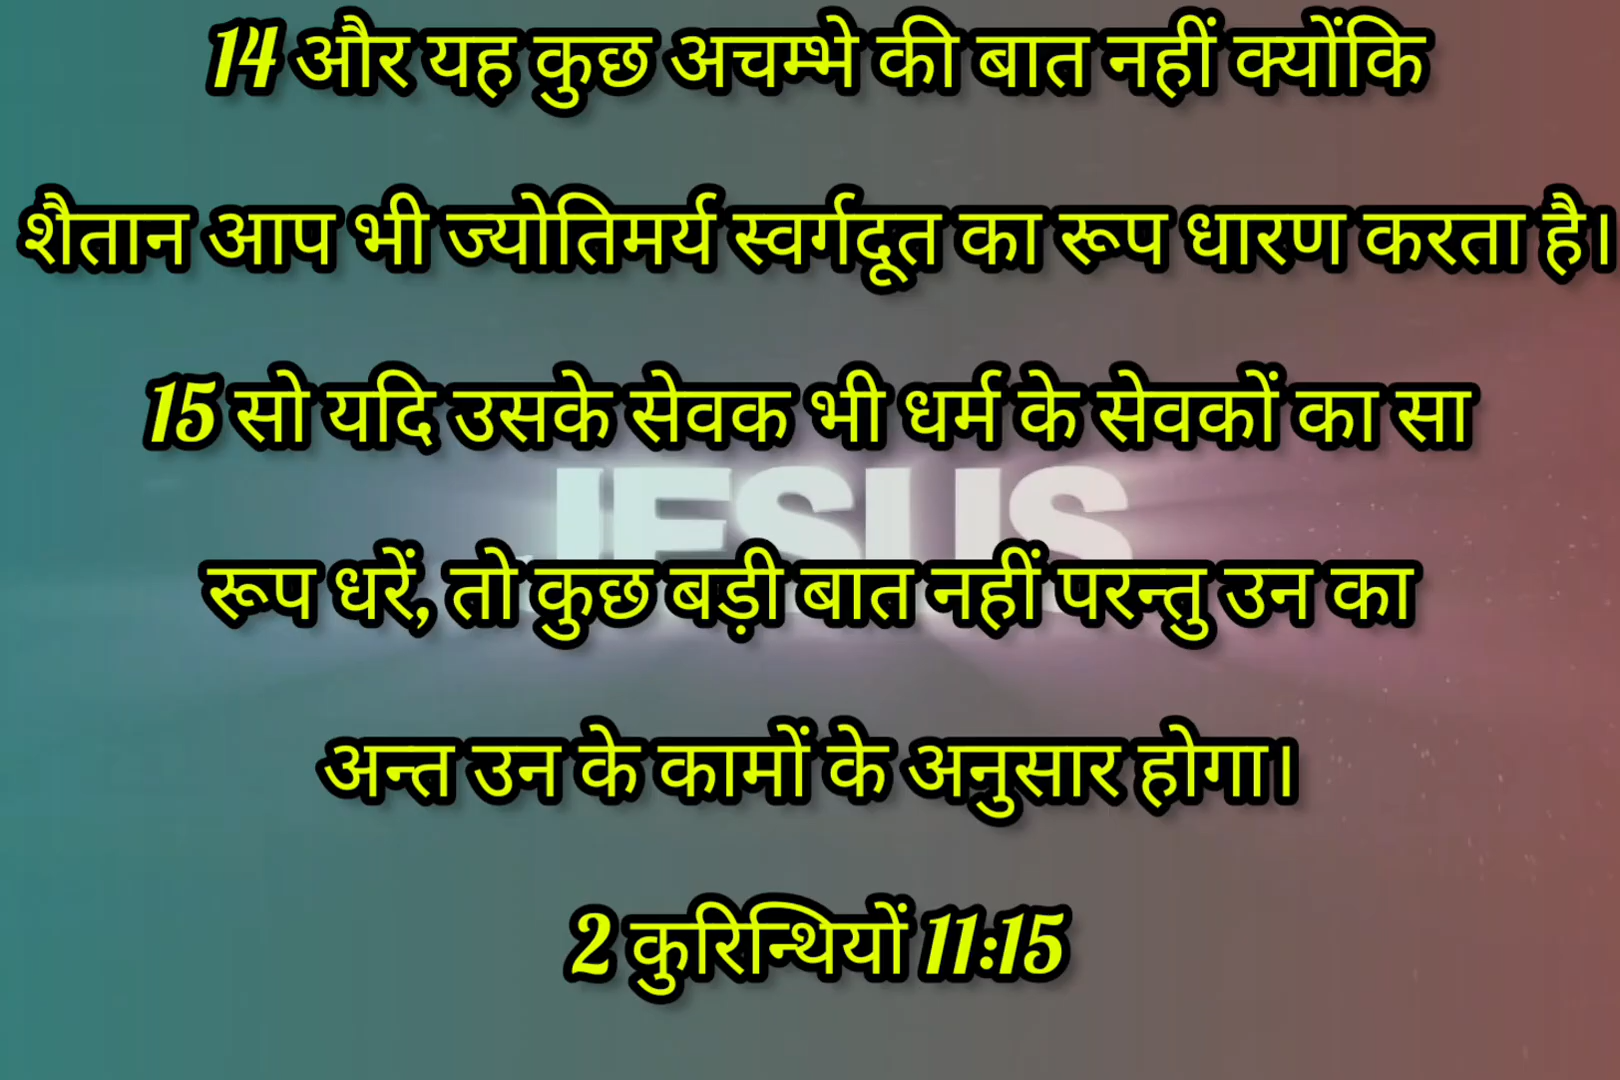 14 और यह कुछ अचम्भे की बात नहीं क्योंकि
शैतान आप भी ज्योतिमर्य स्वर्गदूत का रूप धारण करता है।
15 सो यदि उसके सेवक भी धर्म के सेवकों का सा
JESUS
रूप धरें, तो कुछ बड़ी बात नहीं परन्तु उन का
अन्त उन के कामों के अनुसार होगा।
2 कुरिन्थियों 11:15